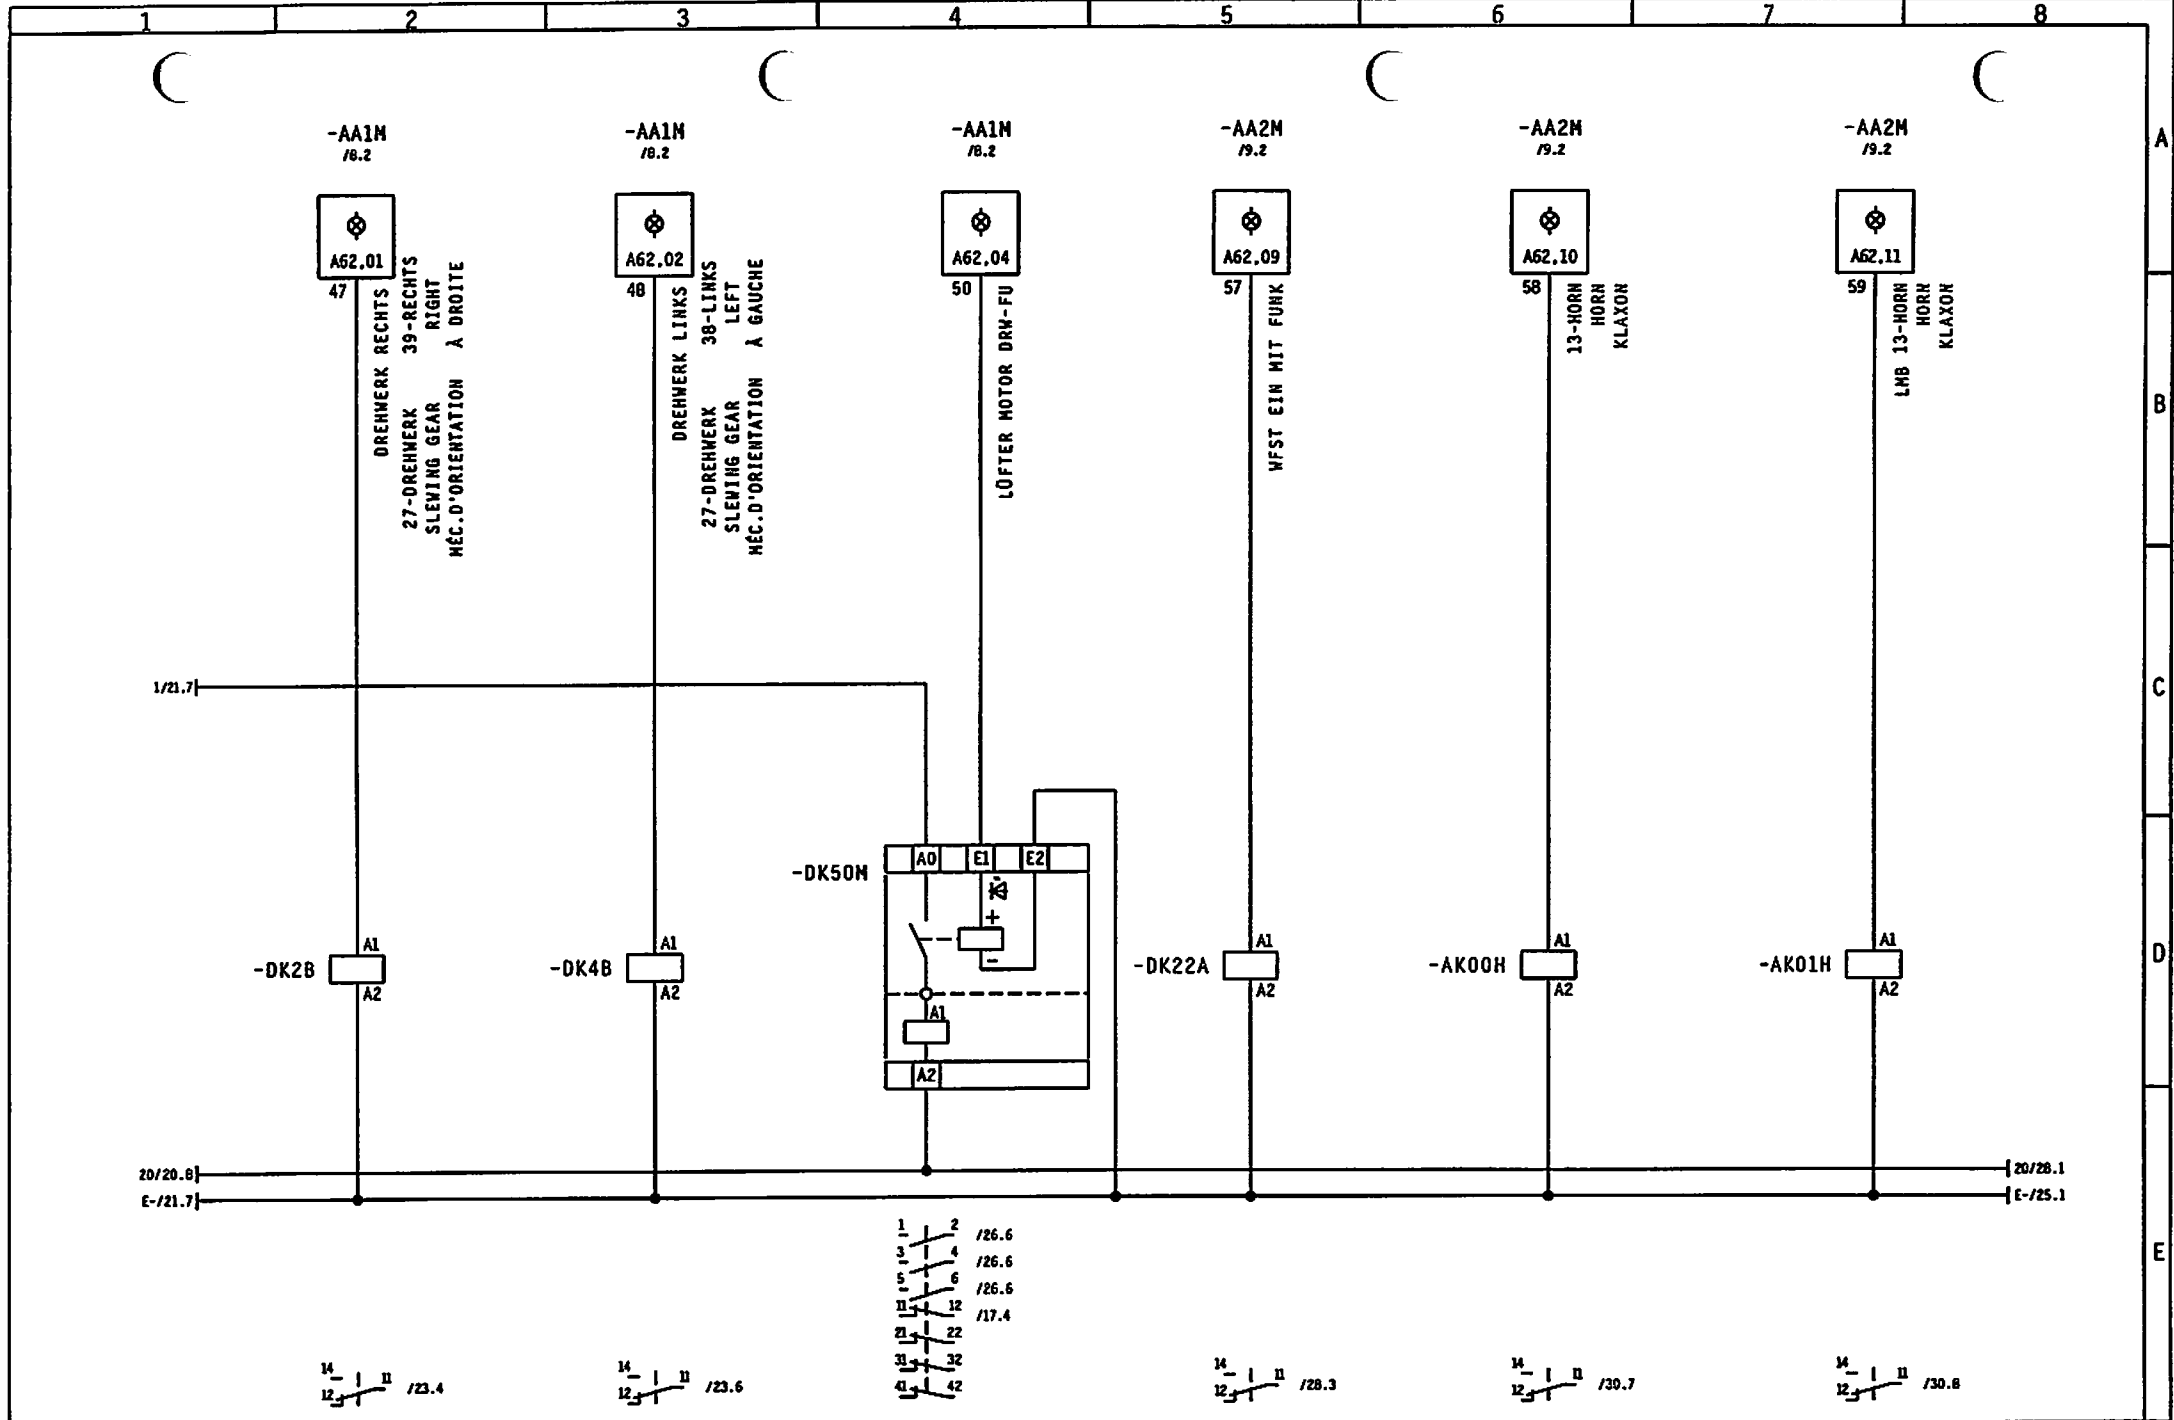 1 2 3 4 5 6 7 8
A
B
C
D
E
-AA1M
/8.2
A62.01
47
DREHWERK RECHTS
27-DREHWERK 39-RECHTS
SLEWING GEAR RIGHT
MÉC.D'ORIENTATION À DROITE
-AA1M
/8.2
A62.02
48
DREHWERK LINKS
27-DREHWERK 38-LINKS
SLEWING GEAR LEFT
MÉC.D'ORIENTATION À GAUCHE
-AA1M
/8.2
A62.04
50
LÜFTER MOTOR DRW-FU
-AA2M
/9.2
A62.09
57
WFST EIN MIT FUNK
-AA2M
/9.2
A62.10
58
13-HORN
HORN
KLAXON
-AA2M
/9.2
A62.11
59
LMB 13-HORN
HORN
KLAXON
1/21.7
-DK50M
A0 E1 E2
+
-
A1
A2
-DK2B
A1
A2
-DK4B
A1
A2
-DK22A
A1
A2
-AK00H
A1
A2
-AK01H
A1
A2
20/20.8
20/28.1
E-/21.7
E-/25.1
1 2 /26.6
3 4 /26.6
5 6 /26.6
11 12 /17.4
21 22
31 32
41 42
14
12 11 /23.4
14
12 11 /23.6
14
12 11 /28.3
14
12 11 /30.7
14
12 11 /30.8